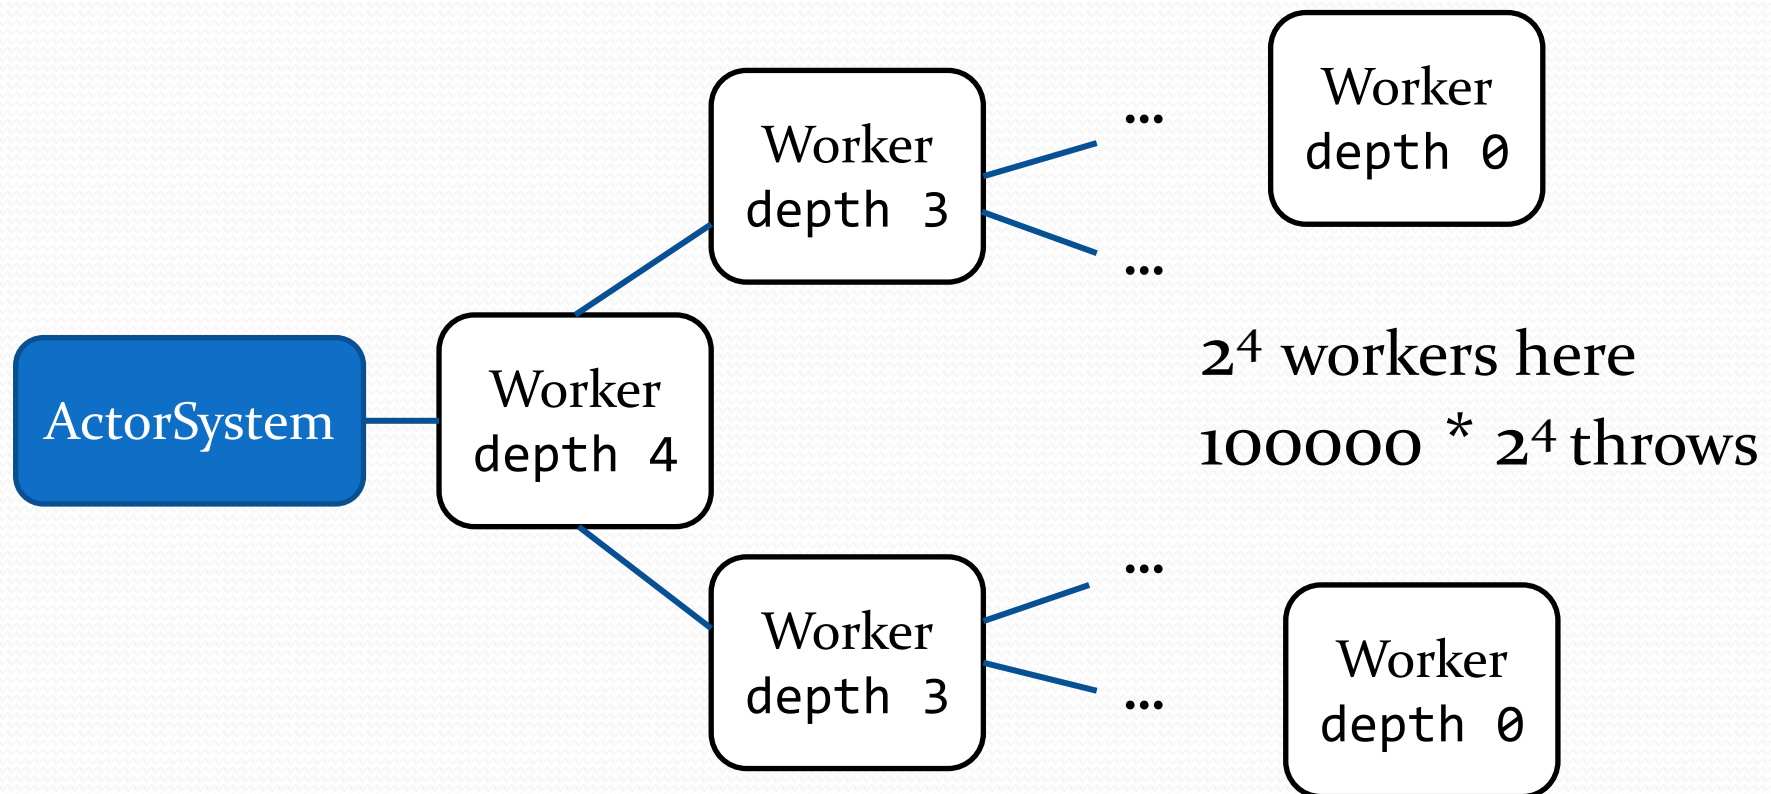 ActorSystem
Worker
depth 4
Worker
depth 3
...
...
Worker
depth 0
2⁴ workers here
100000 * 2⁴ throws
Worker
depth 3
...
...
Worker
depth 0